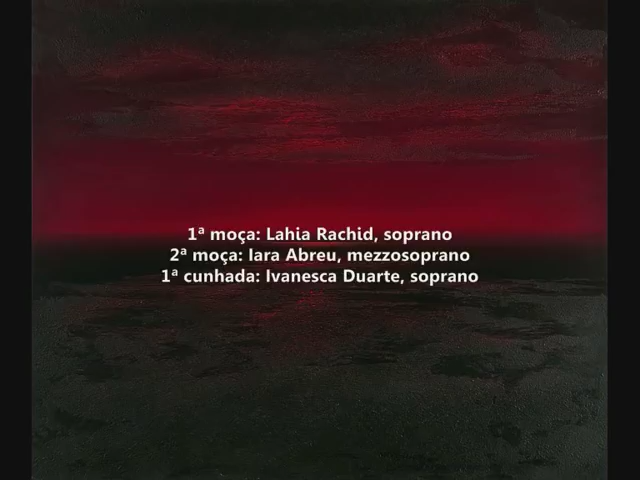 1ª moça: Lahia Rachid, soprano
2ª moça: Iara Abreu, mezzosoprano
1ª cunhada: Ivanesca Duarte, soprano